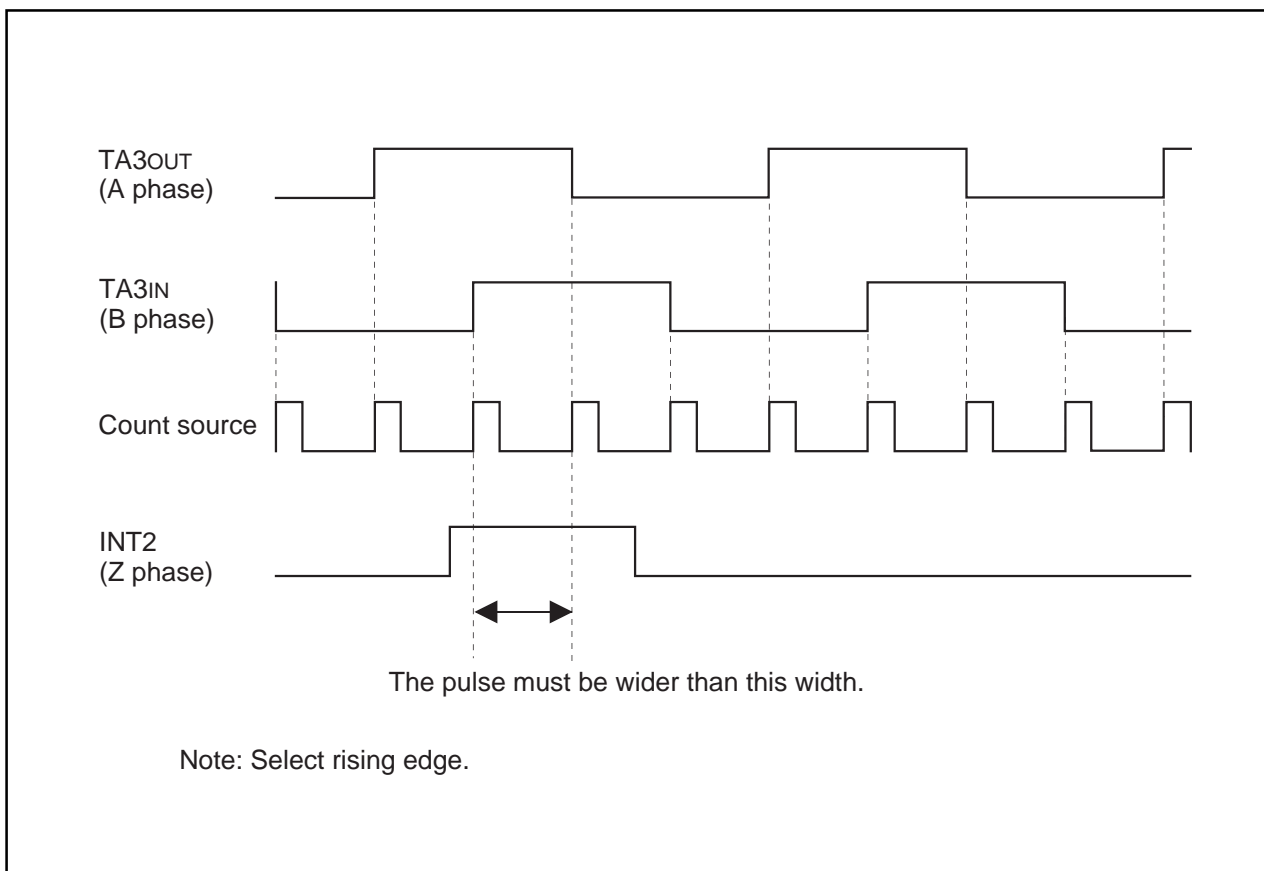 TA3OUT
(A phase)
TA3IN
(B phase)
Count source
INT2
(Z phase)
The pulse must be wider than this width.
Note: Select rising edge.